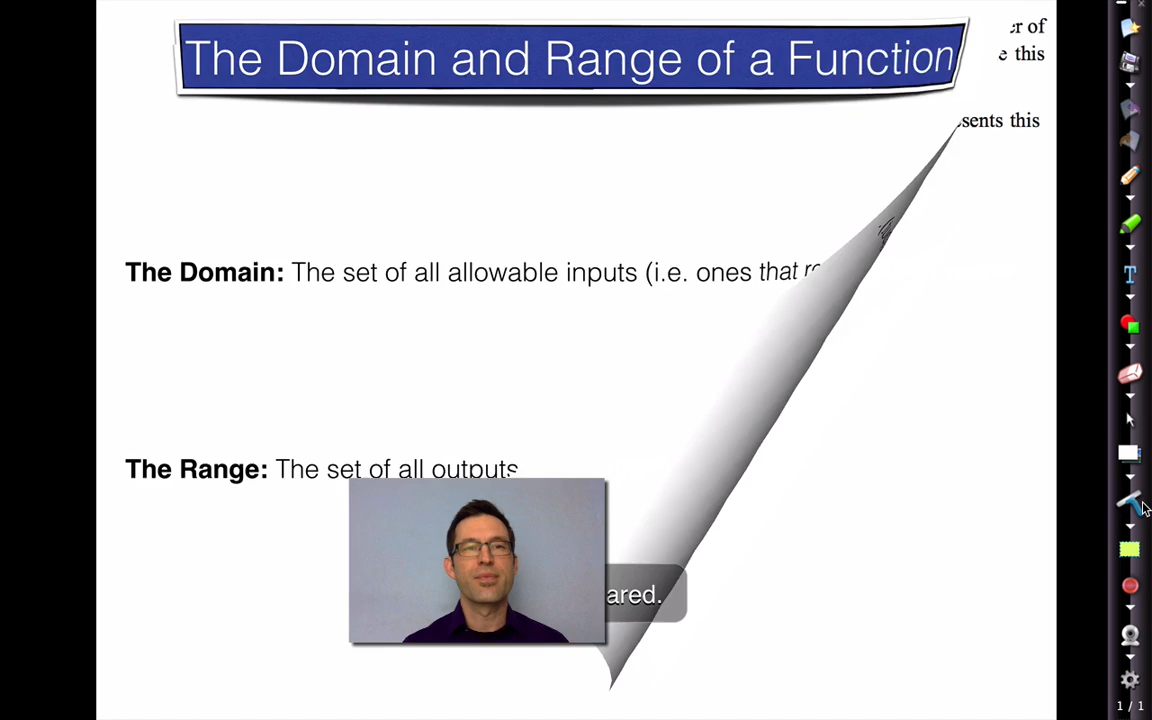 The Domain and Range of a Function
r of
e this
sents this
The Domain: The set of all allowable inputs (i.e. ones that
The Range: The set of all outputs
ared.
1 / 1